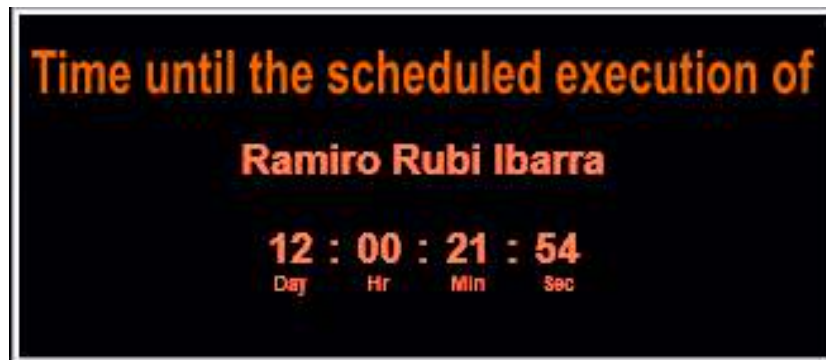 Time until the scheduled execution of
Ramiro Rubi Ibarra
12 : 00 : 21 : 54
Day Hr Min Sec